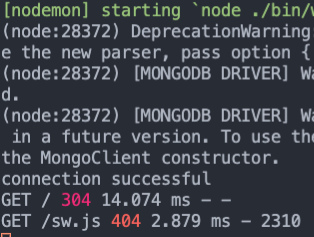 [nodemon] starting `node ./bin/
(node:28372) DeprecationWarning
e the new parser, pass option {
(node:28372) [MONGODB DRIVER] Wa
d.
(node:28372) [MONGODB DRIVER] Wa
in a future version. To use the
the MongoClient constructor.
connection successful
GET / 304 14.074 ms - -
GET /sw.js 404 2.879 ms - 2310